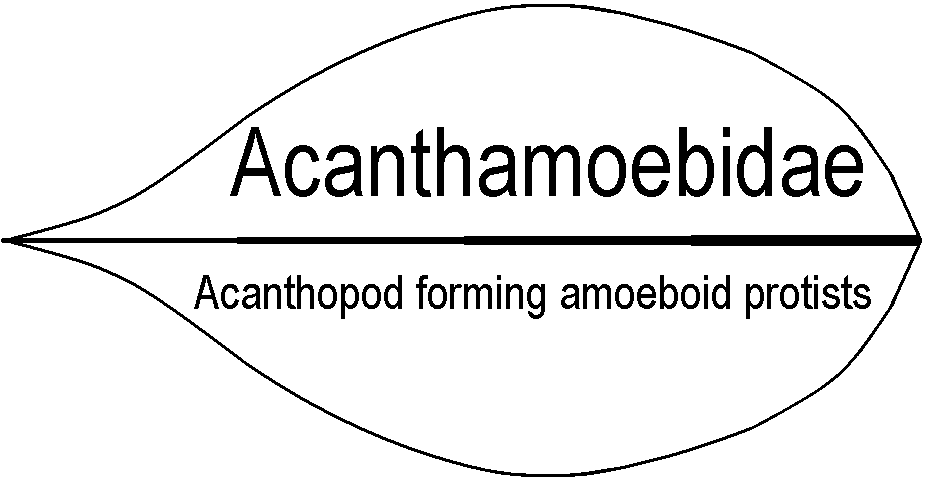 Acanthamoebidae
Acanthopod forming amoeboid protists